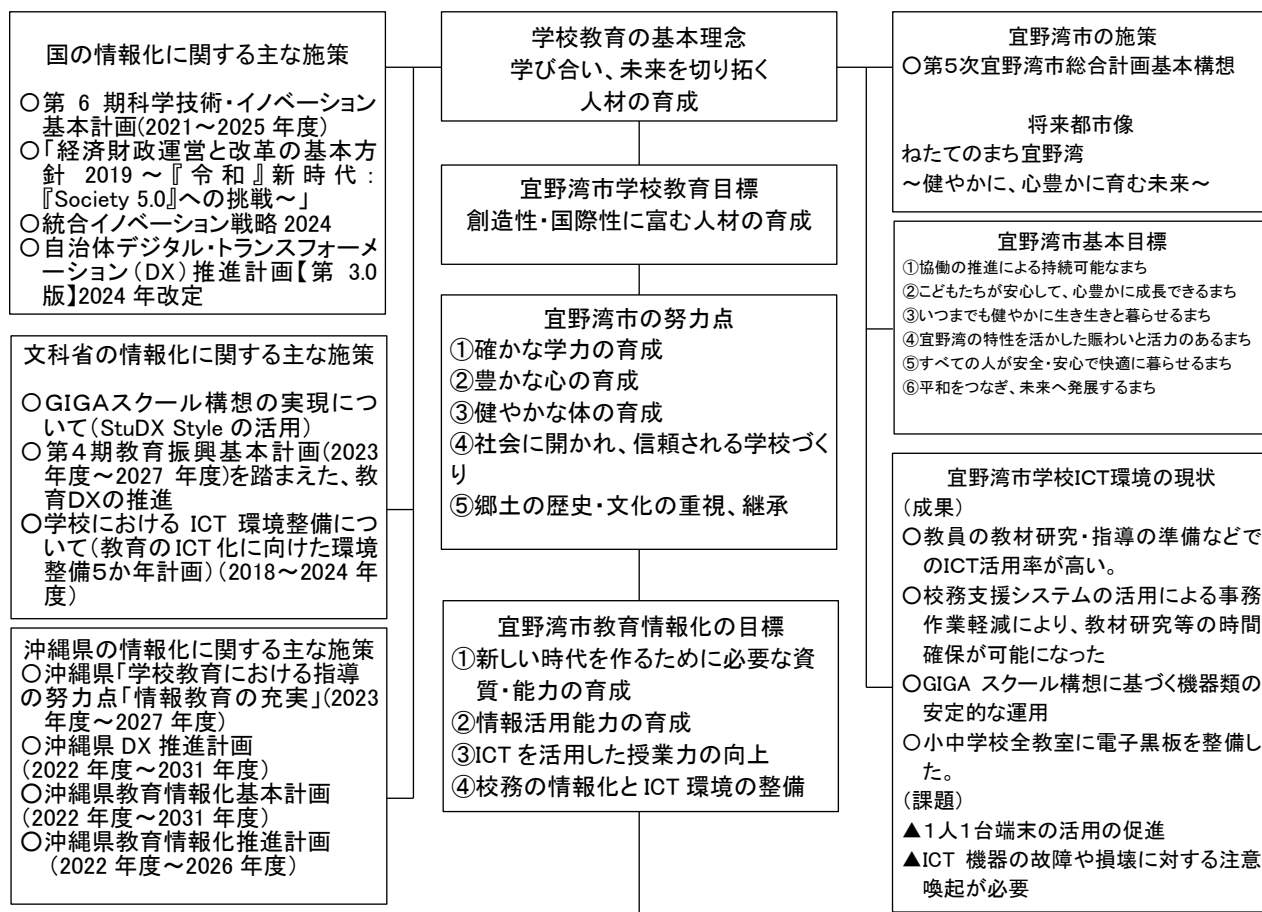 国の情報化に関する主な施策
○第 6 期科学技術・イノベーション
基本計画(2021～2025 年度)
○「経済財政運営と改革の基本方
針 2019 ～『令和』新時代：
『Society 5.0』への挑戦～」
○統合イノベーション戦略 2024
○自治体デジタル・トランスフォーメ
ーション（DX）推進計画【第 3.0
版】2024 年改定
文科省の情報化に関する主な施策
○GIGAスクール構想の実現につ
いて（StuDX Style の活用）
○第４期教育振興基本計画(2023
年度～2027 年度)を踏まえた、教
育DXの推進
○学校における ICT 環境整備につ
いて（教育のICT化に向けた環境
整備５か年計画）（2018～2024 年
度）
沖縄県の情報化に関する主な施策
○沖縄県「学校教育における指導
の努力点「情報教育の充実」（2023
年度～2027 年度）
○沖縄県 DX 推進計画
（2022 年度～2031 年度）
○沖縄県教育情報化基本計画
（2022 年度～2031 年度）
○沖縄県教育情報化推進計画
（2022 年度～2026 年度）
学校教育の基本理念
学び合い、未来を切り拓く
人材の育成
宜野湾市学校教育目標
創造性・国際性に富む人材の育成
宜野湾市の努力点
①確かな学力の育成
②豊かな心の育成
③健やかな体の育成
④社会に開かれ、信頼される学校づく
り
⑤郷土の歴史・文化の重視、継承
宜野湾市教育情報化の目標
①新しい時代を作るために必要な資
質・能力の育成
②情報活用能力の育成
③ICT を活用した授業力の向上
④校務の情報化と ICT 環境の整備
宜野湾市の施策
○第５次宜野湾市総合計画基本構想
将来都市像
ねたてのまち宜野湾
～健やかに、心豊かに育む未来～
宜野湾市基本目標
①協働の推進による持続可能なまち
②こどもたちが安心して、心豊かに成長できるまち
③いつまでも健やかに生き生きと暮らせるまち
④宜野湾の特性を活かした賑わいと活力のあるまち
⑤すべての人が安全・安心で快適に暮らせるまち
⑥平和をつなぎ、未来へ発展するまち
宜野湾市学校ICT環境の現状
(成果)
○教員の教材研究・指導の準備などで
のICT活用率が高い。
○校務支援システムの活用による事務
作業軽減により、教材研究等の時間
確保が可能になった
○GIGA スクール構想に基づく機器類の
安定的な運用
○小中学校全教室に電子黒板を整備し
た。
(課題)
▲１人１台端末の活用の促進
▲ICT 機器の故障や損壊に対する注意
喚起が必要